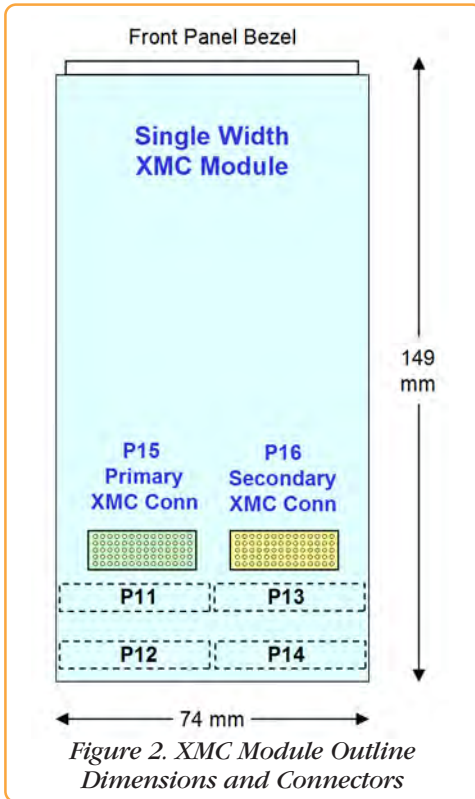 Front Panel Bezel
Single Width
XMC Module
149
mm
P15
Primary
XMC Conn
P16
Secondary
XMC Conn
P11
P13
P12
P14
74 mm
Figure 2. XMC Module Outline
Dimensions and Connectors